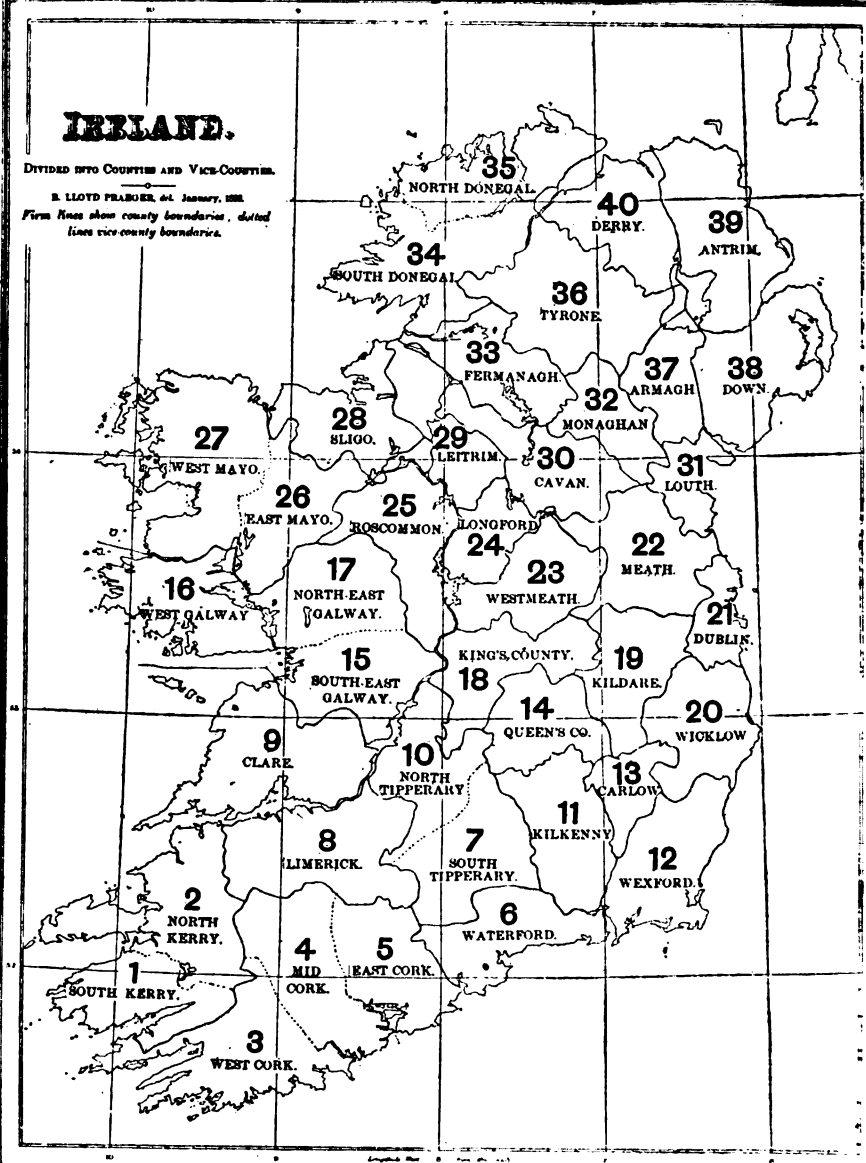 IRELAND.
DIVIDED INTO COUNTIES AND VICE-COUNTIES.
R. LLOYD PRAEGER, del. January,
Firm lines show county boundaries, dotted
lines vice-county boundaries.
35
NORTH DONEGAL.
40
DERRY.
39
ANTRIM.
34
SOUTH DONEGAL
36
TYRONE.
33
FERMANAGH.
37
ARMAGH
38
DOWN.
32
MONAGHAN
27
WEST MAYO.
28
SLIGO.
29
LEITRIM.
30
CAVAN.
31
LOUTH.
26
EAST MAYO.
25
ROSCOMMON.
LONGFORD
24
22
MEATH.
23
WESTMEATH.
16
WEST GALWAY
17
NORTH-EAST
GALWAY.
21
DUBLIN.
15
SOUTH-EAST
GALWAY.
KING'S COUNTY.
18
19
KILDARE.
14
QUEEN'S CO.
20
WICKLOW
9
CLARE.
10
NORTH
TIPPERARY
13
CARLOW
11
KILKENNY
8
LIMERICK.
7
SOUTH
TIPPERARY.
12
WEXFORD.
2
NORTH
KERRY.
6
WATERFORD.
4
MID
CORK.
5
EAST CORK.
1
SOUTH KERRY.
3
WEST CORK.